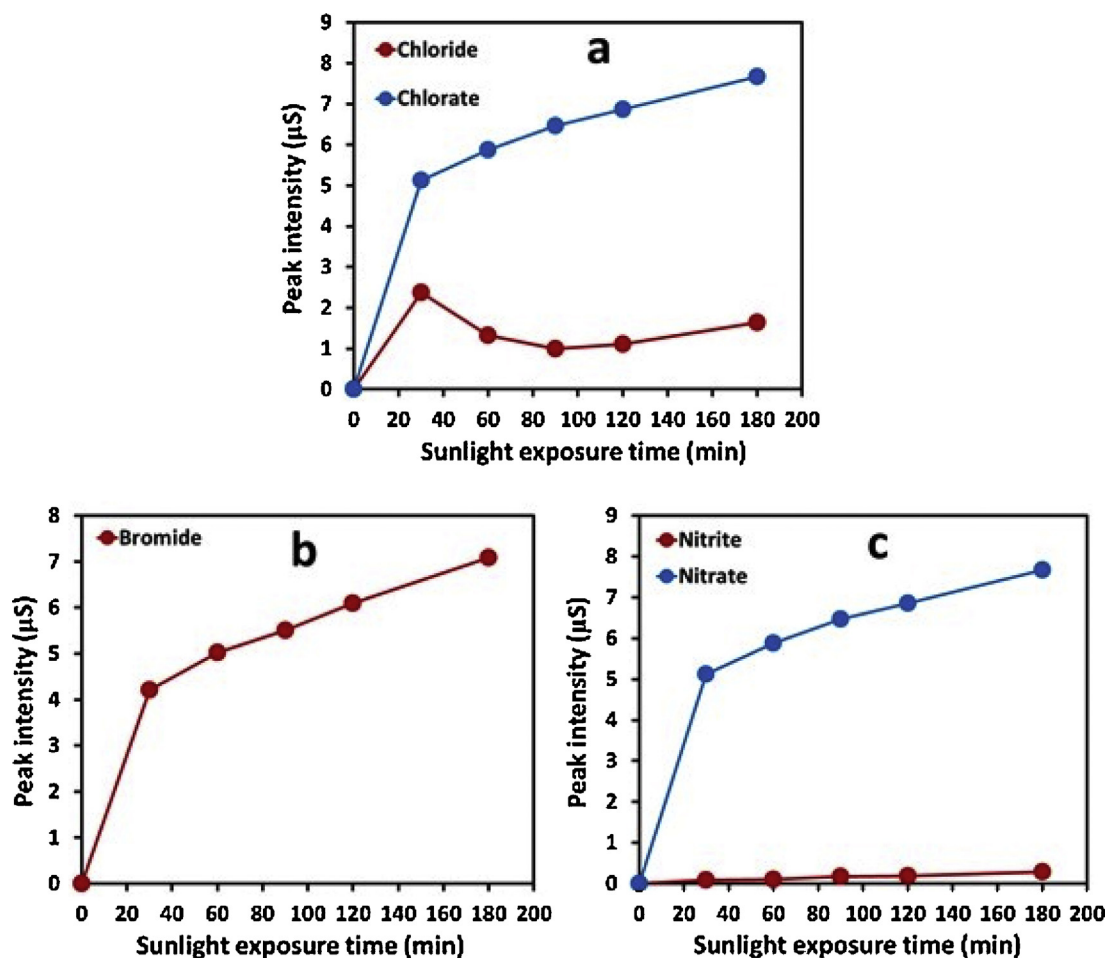 a
Chloride
Chlorate
9
8
7
6
5
4
3
2
1
0
Peak intensity (µS)
0 20 40 60 80 100 120 140 160 180 200
Sunlight exposure time (min)
b
Bromide
8
7
6
5
4
3
2
1
0
Peak intensity (µS)
0 20 40 60 80 100 120 140 160 180 200
Sunlight exposure time (min)
c
Nitrite
Nitrate
9
8
7
6
5
4
3
2
1
0
Peak intensity (µS)
0 20 40 60 80 100 120 140 160 180 200
Sunlight exposure time (min)